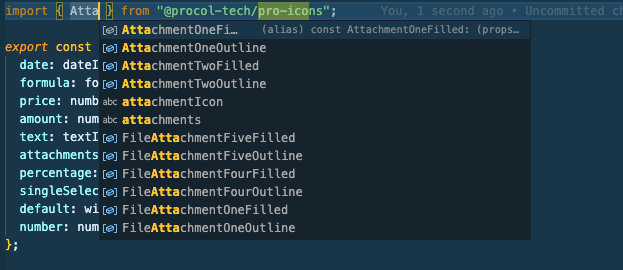 import { Atta } from "@procol-tech/pro-icons"; You, 1 second ago • Uncommitted ch
AttachmentOneFi… (alias) const AttachmentOneFilled: (props…
AttachmentOneOutline
export const
AttachmentTwoFilled
date: dateI
AttachmentTwoOutline
formula: fo
abc attachmentIcon
price: numb
abc attachments
amount: num
FileAttachmentFiveFilled
text: textI
FileAttachmentFiveOutline
attachments
FileAttachmentFourFilled
percentage:
FileAttachmentFourOutline
singleSelec
FileAttachmentOneFilled
default: wi
FileAttachmentOneOutline
number: num
};